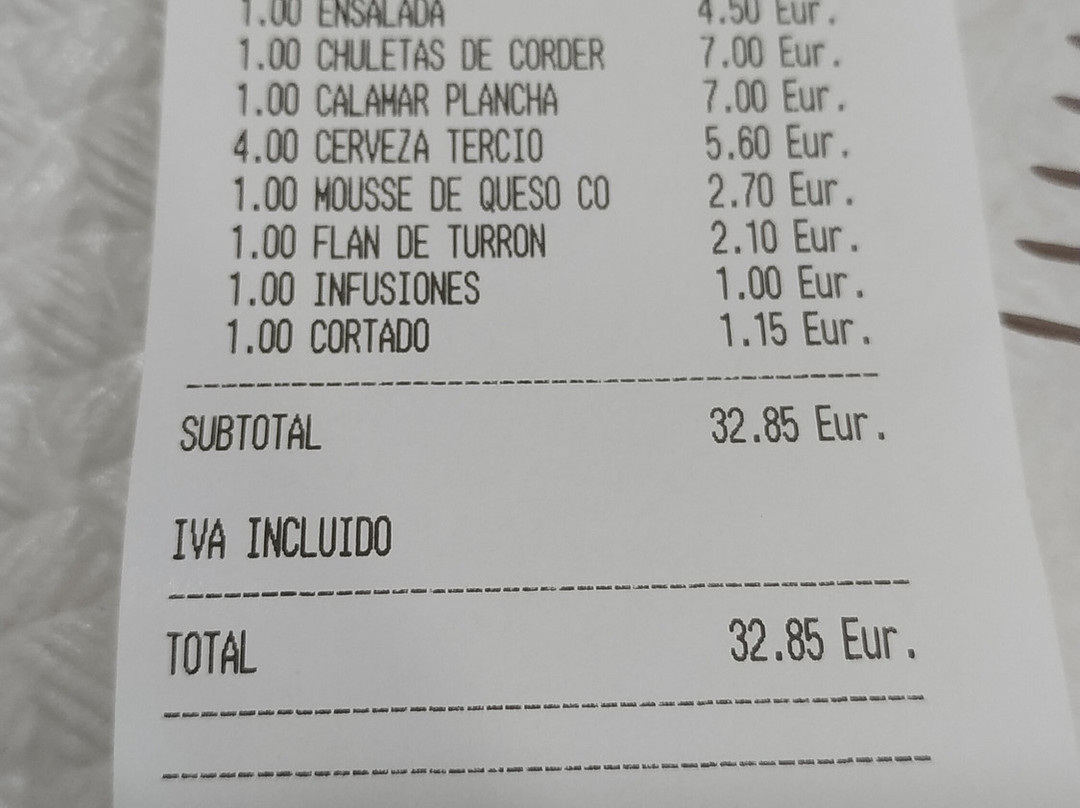 1.00 ENSALADA 4.50 Eur.
1.00 CHULETAS DE CORDER 7.00 Eur.
1.00 CALAMAR PLANCHA 7.00 Eur.
4.00 CERVEZA TERCIO 5.60 Eur.
1.00 MOUSSE DE QUESO CO 2.70 Eur.
1.00 FLAN DE TURRON 2.10 Eur.
1.00 INFUSIONES 1.00 Eur.
1.00 CORTADO 1.15 Eur.
SUBTOTAL 32.85 Eur.
IVA INCLUIDO
TOTAL 32.85 Eur.